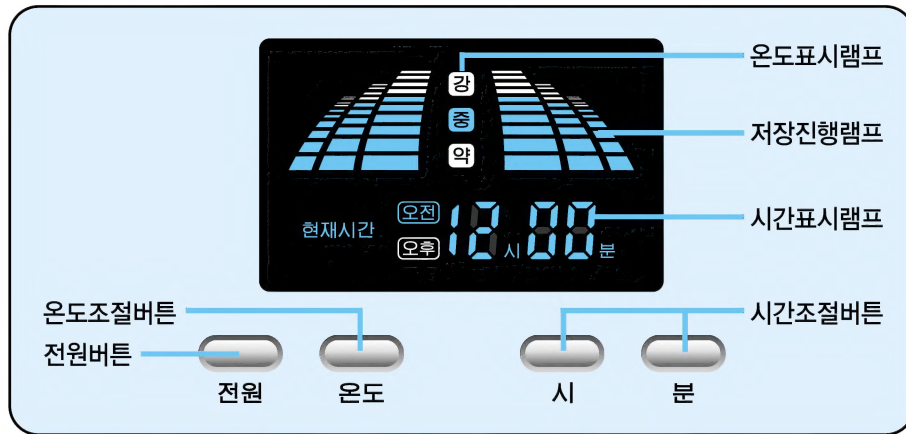 강
온도표시램프
중
저장진행램프
약
현재시간
오전
오후
12 시 00 분
시간표시램프
온도조절버튼
시간조절버튼
전원버튼
전원
온도
시
분